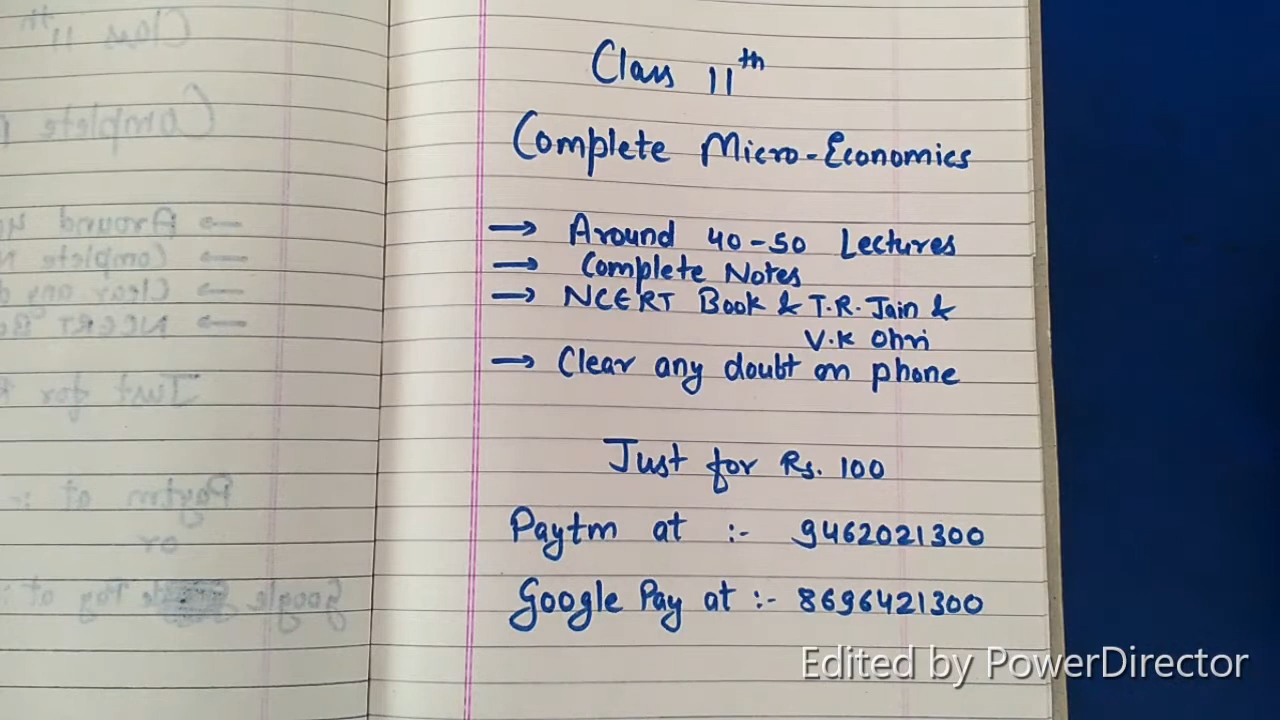 Class 11th
Complete Micro-Economics
→ Around 40-50 Lectures
→ Complete Notes
→ NCERT Book & T.R. Jain &
V.K Ohri
→ Clear any doubt on phone
Just for Rs. 100
Paytm at :- 9462021300
Google Pay at :- 8696421300
Edited by PowerDirector